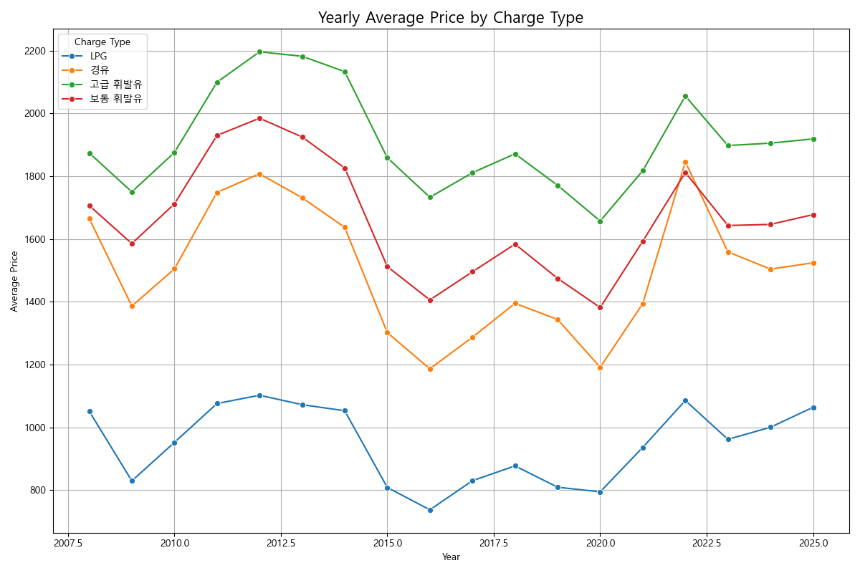 Yearly Average Price by Charge Type
Charge Type
LPG
경유
고급 휘발유
보통 휘발유
Average Price
2200
2000
1800
1600
1400
1200
1000
800
2007.5
2010.0
2012.5
2015.0
2017.5
2020.0
2022.5
2025.0
Year